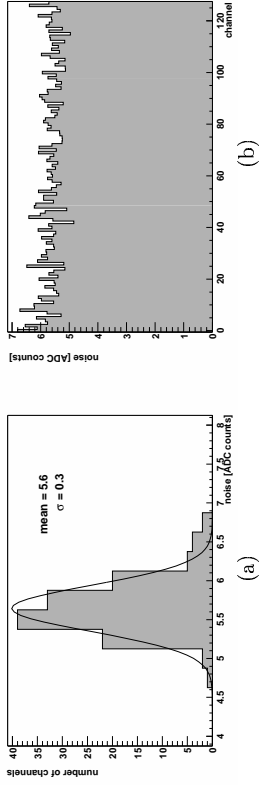 number of channels
40
35
30
25
20
15
10
5
0
mean = 5.6
σ = 0.3
4 4.5 5 5.5 6 6.5 7 7.5 8
noise [ADC counts]
(a)
noise [ADC counts]
7
6
5
4
3
2
1
0
0 20 40 60 80 100 120
channel
(b)